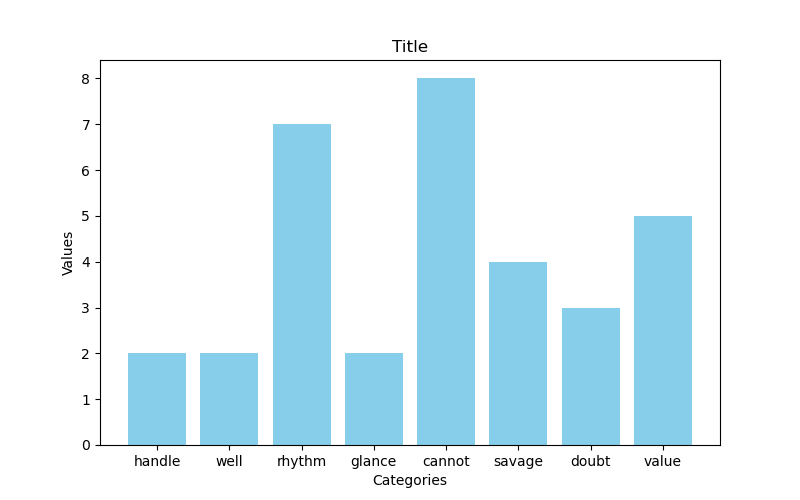 Title
Values
8
7
6
5
4
3
2
1
0
handle well rhythm glance cannot savage doubt value
Categories